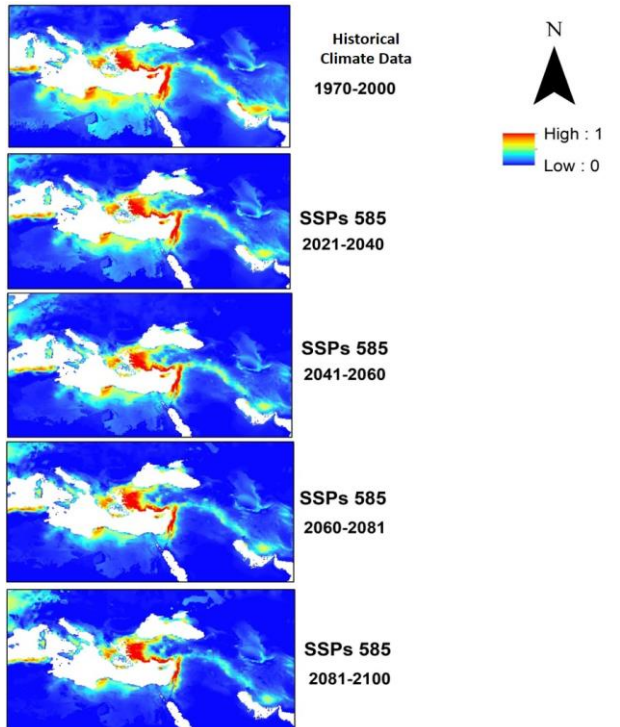 Historical
Climate Data
1970-2000
N
High : 1
Low : 0
SSPs 585
2021-2040
SSPs 585
2041-2060
SSPs 585
2060-2081
SSPs 585
2081-2100